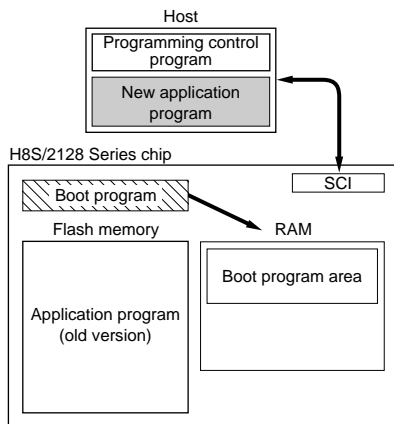 Host
Programming control
program
New application
program
H8S/2128 Series chip
SCI
Boot program
Flash memory
RAM
Boot program area
Application program
(old version)